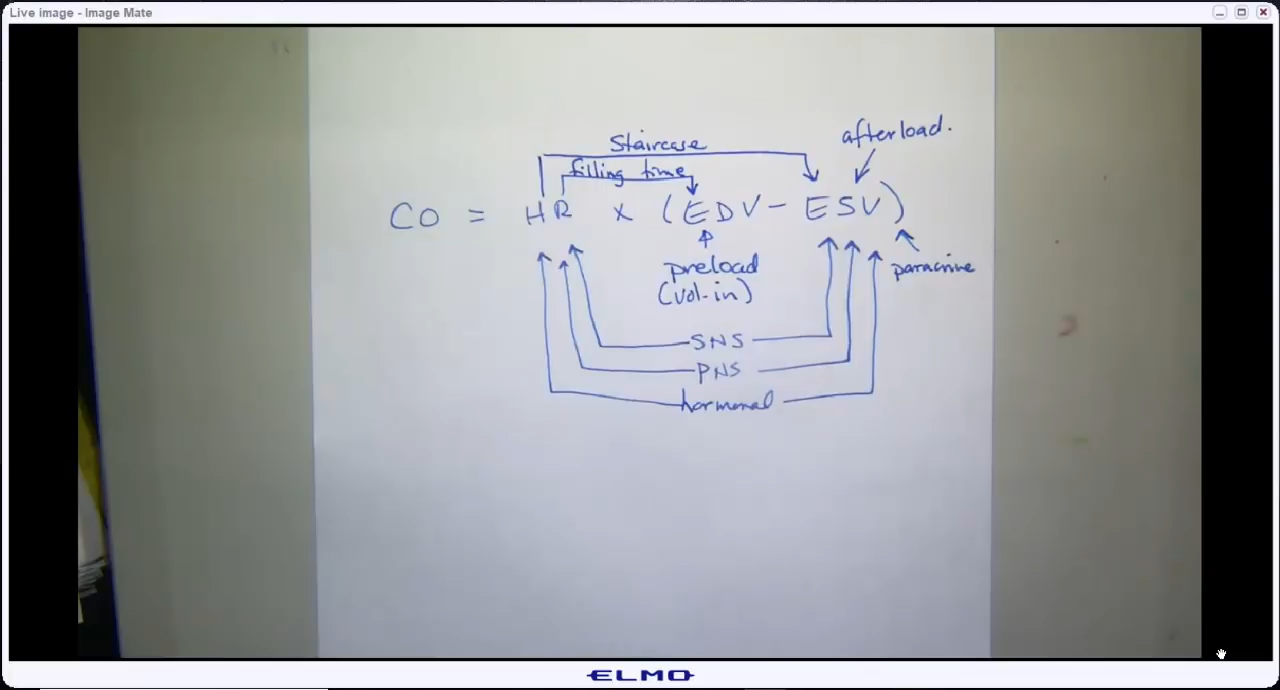 Live image - Image Mate
afterload.
Staircase
filling time
CO = HR x (EDV - ESV)
preload
(vol-in)
paracrine
SNS
PNS
hormonal
ELMO